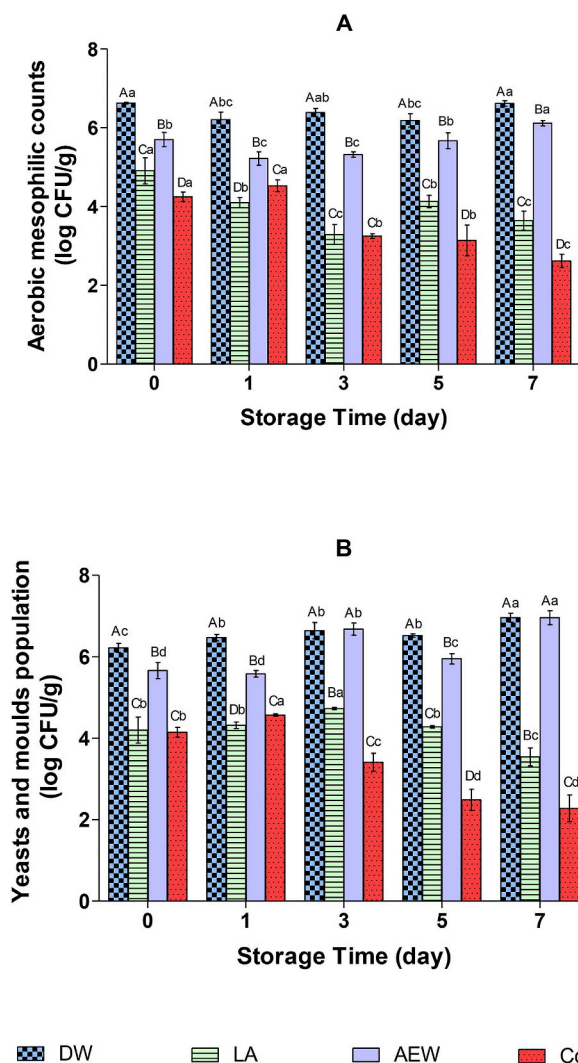 A
Aerobic mesophilic counts
(log CFU/g)
8
6
4
2
0
Aa Ca Bb Da
Abc Db Bc Ca
Aab Cc Bc Cb
Abc Cb Bb Db
Aa Cc Ba Dc
0 1 3 5 7
Storage Time (day)
B
Yeasts and moulds population
(log CFU/g)
8
6
4
2
0
Ac Cb Bd Cb
Ab Db Bd Ca
Ab Ba Ab Cc
Ab Cb Bc Dd
Aa Bc Aa Cd
0 1 3 5 7
Storage Time (day)
DW LA AEW Co